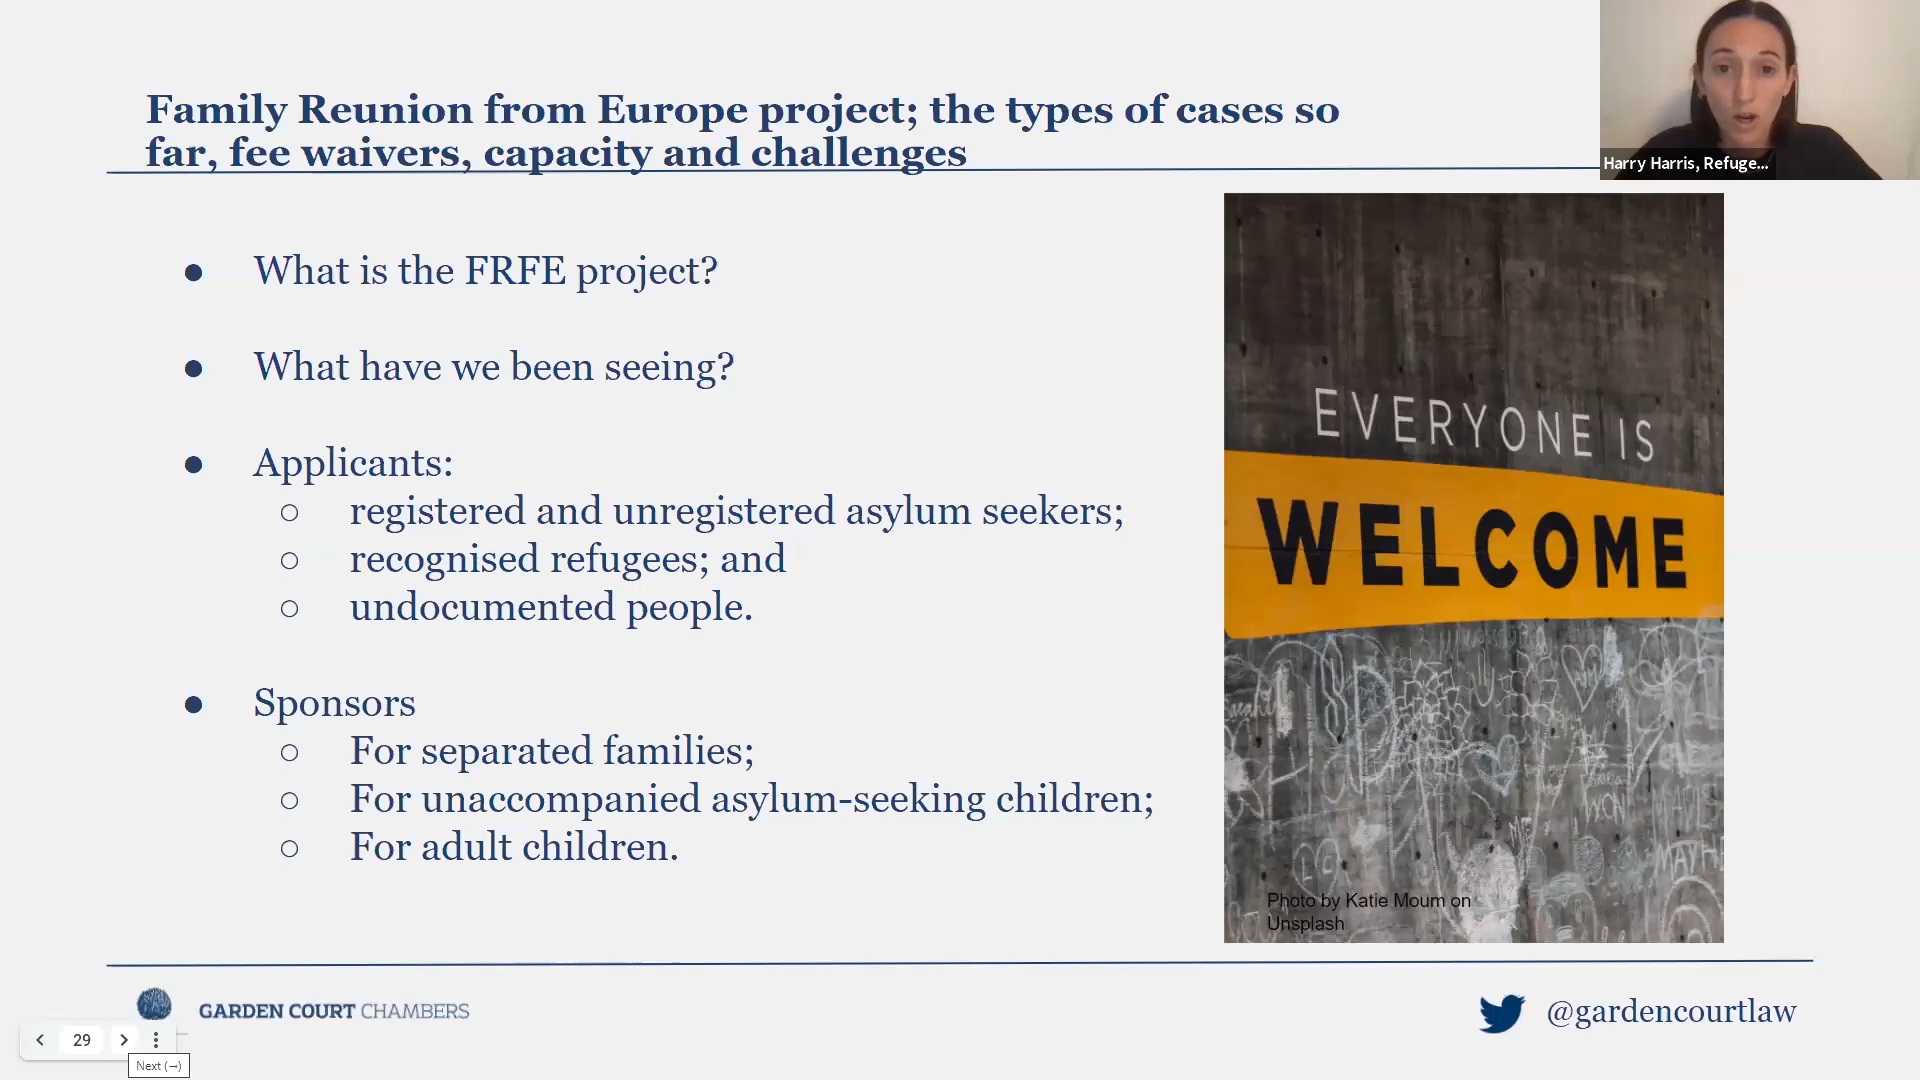 Family Reunion from Europe project; the types of cases so
far, fee waivers, capacity and challenges
Harry Harris, Refuge...
● What is the FRFE project?
● What have we been seeing?
● Applicants:
○ registered and unregistered asylum seekers;
○ recognised refugees; and
○ undocumented people.
● Sponsors
○ For separated families;
○ For unaccompanied asylum-seeking children;
○ For adult children.
EVERYONE IS
WELCOME
WON
Photo by Katie Moum on
Unsplash
GARDEN COURT CHAMBERS
@gardencourtlaw
29
Next (→)